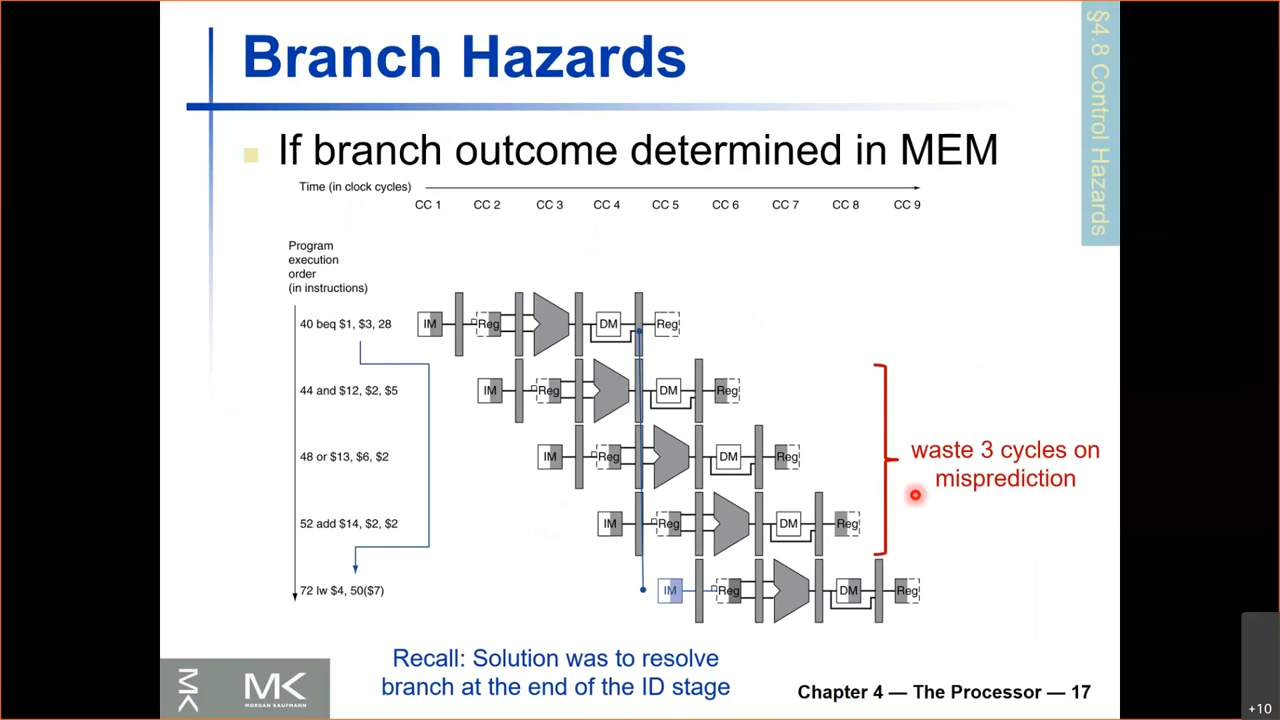 Branch Hazards
§4.8 Control Hazards
If branch outcome determined in MEM
Time (in clock cycles)
CC 1 CC 2 CC 3 CC 4 CC 5 CC 6 CC 7 CC 8 CC 9
Program
execution
order
(in instructions)
40 beq $1, $3, 28
IM Reg DM Reg
44 and $12, $2, $5
IM Reg DM Reg
48 or $13, $6, $2
IM Reg DM Reg
52 add $14, $2, $2
IM Reg DM Reg
72 lw $4, 50($7)
IM Reg DM Reg
waste 3 cycles on
misprediction
Recall: Solution was to resolve
branch at the end of the ID stage
MK
MK
MORGAN KAUFMANN
Chapter 4 — The Processor — 17
+10